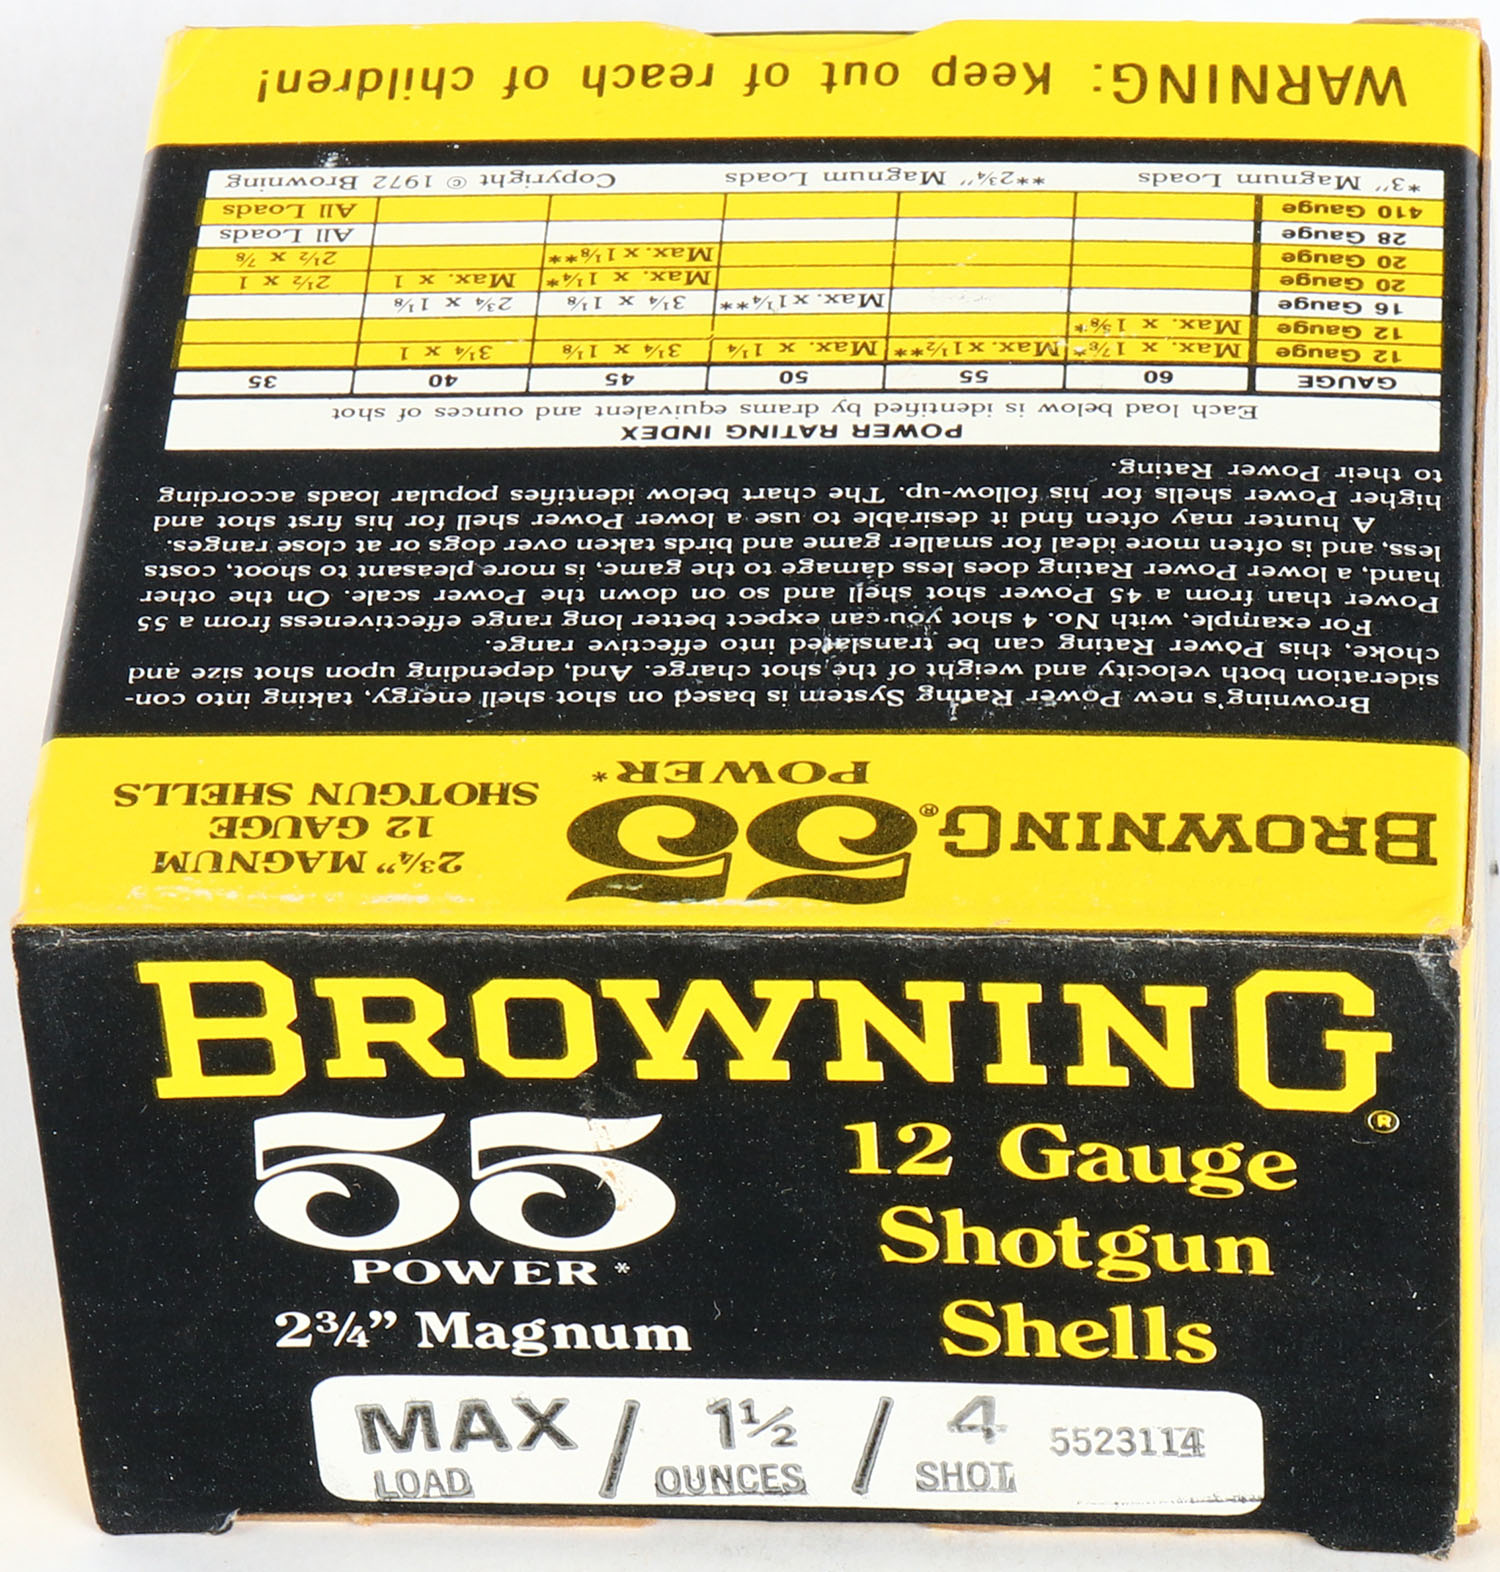 BROWNING®
55
POWER*
2¾” Magnum
12 Gauge
Shotgun
Shells
MAX / 1½ / 4 5523114
LOAD OUNCES SHOT
BROWNING®
55
POWER*
2¾” MAGNUM
12 GAUGE
SHOTGUN SHELLS
Browning's new Power Rating System is based on shot shell energy, taking into con-
sideration both velocity and weight of the shot charge. And, depending upon shot size and
choke, this Power Rating can be translated into effective range.
For example, with No. 4 shot you can expect better long range effectiveness from a 55
Power than from a 45 Power shot shell and so on down the Power scale. On the other
hand, a lower Power Rating does less damage to the game, is more pleasant to shoot, costs
less, and is often more ideal for smaller game and birds taken over dogs or at close ranges.
A hunter may often find it desirable to use a lower Power shell for his first shot and
higher Power shells for his follow-up. The chart below identifies popular loads according
to their Power Rating.
POWER RATING INDEX
Each load below is identified by drams equivalent and ounces of shot
GAUGE 60 55 50 45 40 35
12 Gauge Max. x 1⅞* Max.x1½** Max. x 1¼ 3¾ x 1⅛ 3¼ x 1
12 Gauge Max. x 1⅝*
16 Gauge Max.x1¼** 3¼ x 1⅛ 2¾ x 1⅛
20 Gauge Max. x 1¼* Max. x 1 2½ x 1
20 Gauge Max. x 1⅛** 2½ x ⅞
28 Gauge All Loads
410 Gauge All Loads
*3" Magnum Loads **2¾" Magnum Loads Copyright © 1972 Browning
WARNING: Keep out of reach of children!